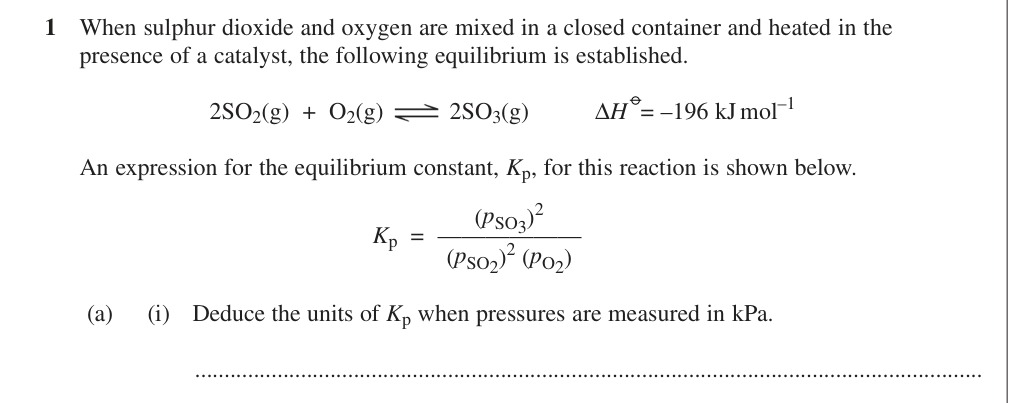 1 When sulphur dioxide and oxygen are mixed in a closed container and heated in the
presence of a catalyst, the following equilibrium is established.
2SO₂(g) + O₂(g) ⇌ 2SO₃(g) ΔH⦵= –196 kJ mol⁻¹
An expression for the equilibrium constant, Kₚ, for this reaction is shown below.
Kₚ = (p_SO₃)² / (p_SO₂)² (p_O₂)
(a) (i) Deduce the units of Kₚ when pressures are measured in kPa.